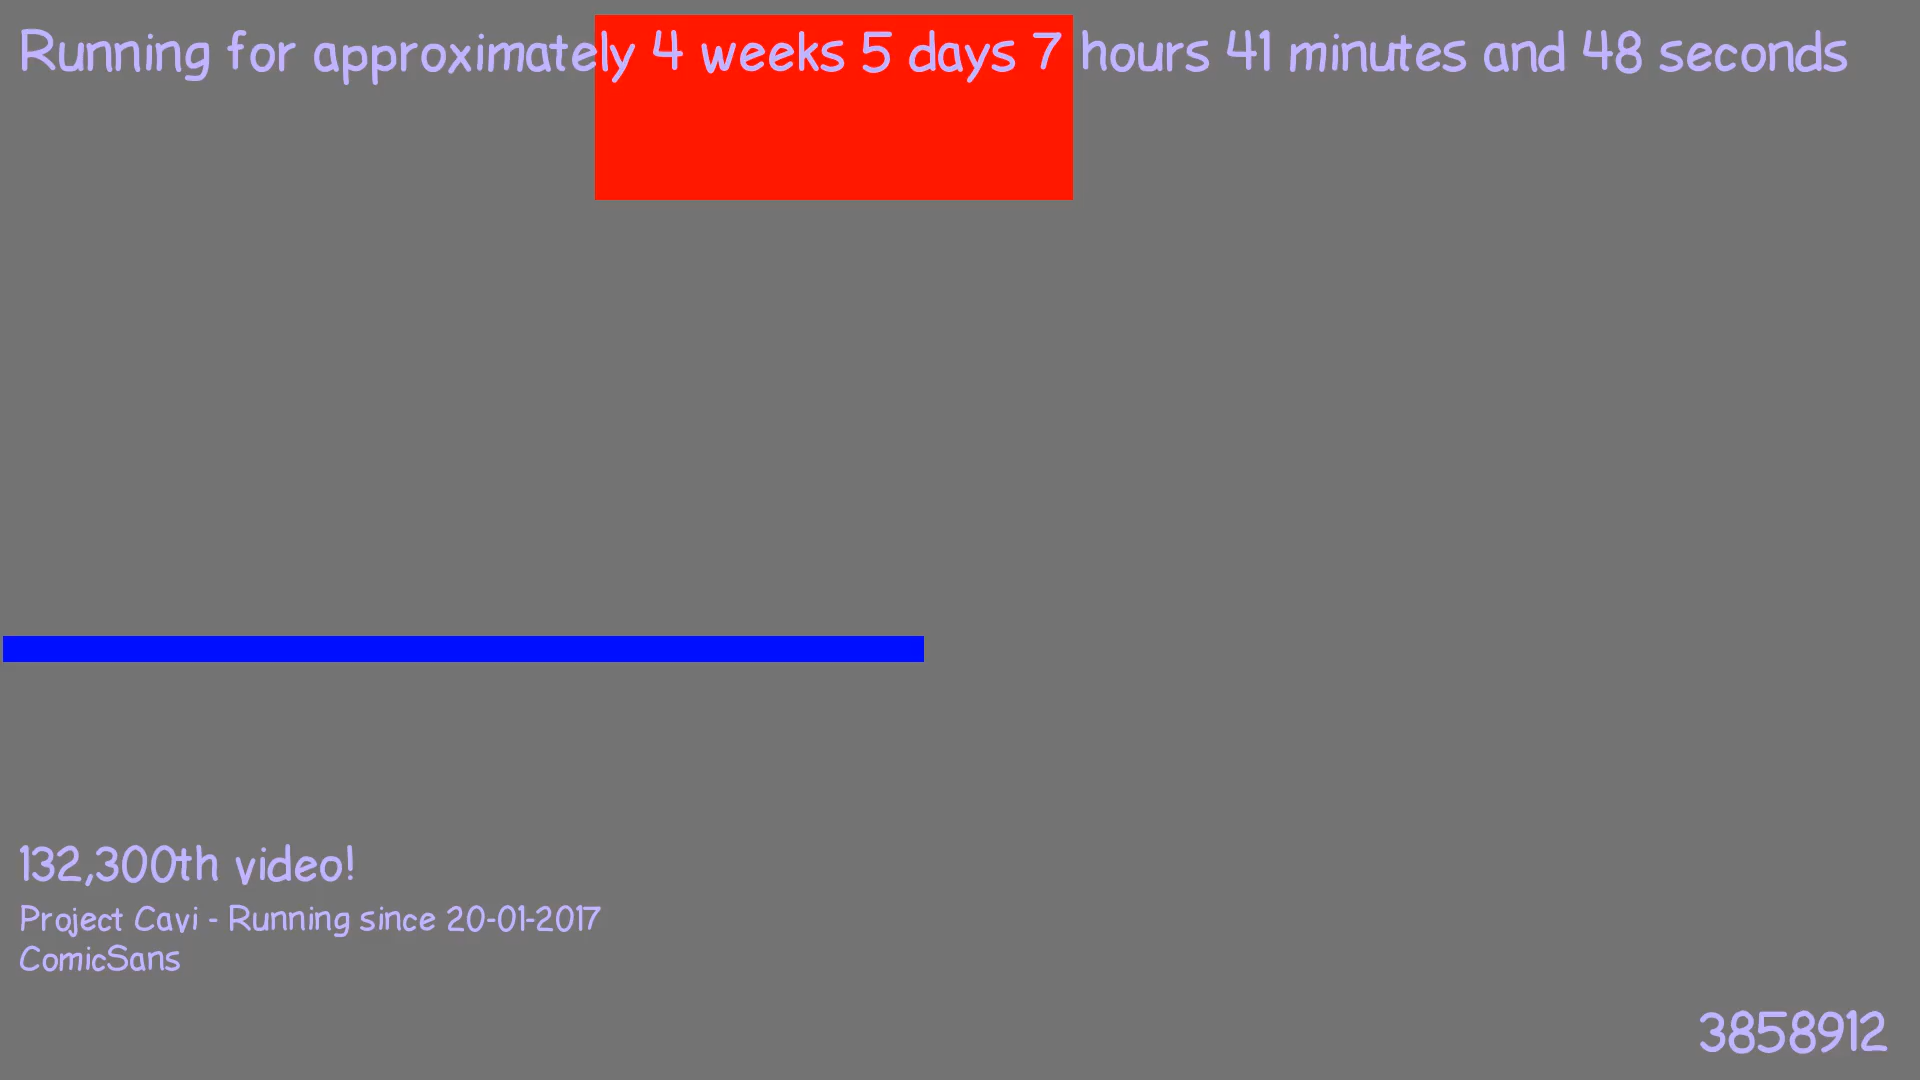 Running for approximately 4 weeks 5 days 7 hours 41 minutes and 48 seconds
132,300th video!
Project Cavi - Running since 20-01-2017
ComicSans
3858912